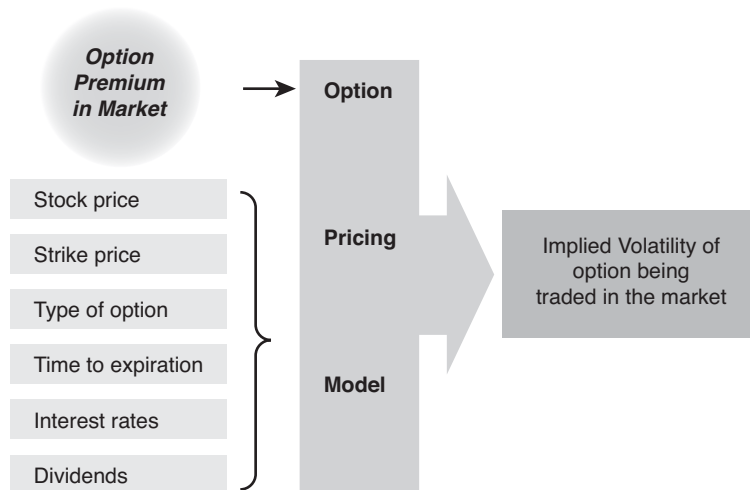 Option
Premium
in Market
Option
Stock price
Strike price
Pricing
Type of option
Time to expiration
Model
Interest rates
Dividends
Implied Volatility of
option being
traded in the market